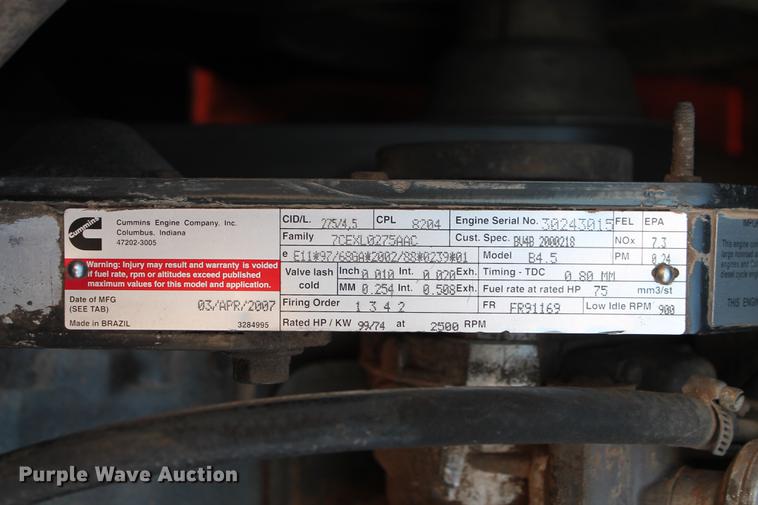 Cummins
Cummins Engine Company, Inc.
Columbus, Indiana
47202-3005
Warning: Injury may result and warranty is voided
if fuel rate, rpm or altitudes exceed published
maximum values for this model and application.
Date of MFG
(SEE TAB)
03/APR/2007
Made in BRAZIL 3284995
CID/L. 275/4,5 CPL 8204 Engine Serial No. 30243015 FEL EPA
Family 7CEXL0275AAC Cust. Spec. BU4B 2000218 NOx 7.3
e E11*97/68GA*2002/88*0239*01 Model B4.5 PM 0.24
Valve lash Inch 0.010 Int. 0.020 Exh. Timing - TDC 0.80 MM
cold MM 0.254 Int. 0.508 Exh. Fuel rate at rated HP 75 mm3/st
Firing Order 1 3 4 2 FR FR91169 Low Idle RPM 900
Rated HP / KW 99/74 at 2500 RPM
This engine
THIS ENGIN
Purple Wave Auction